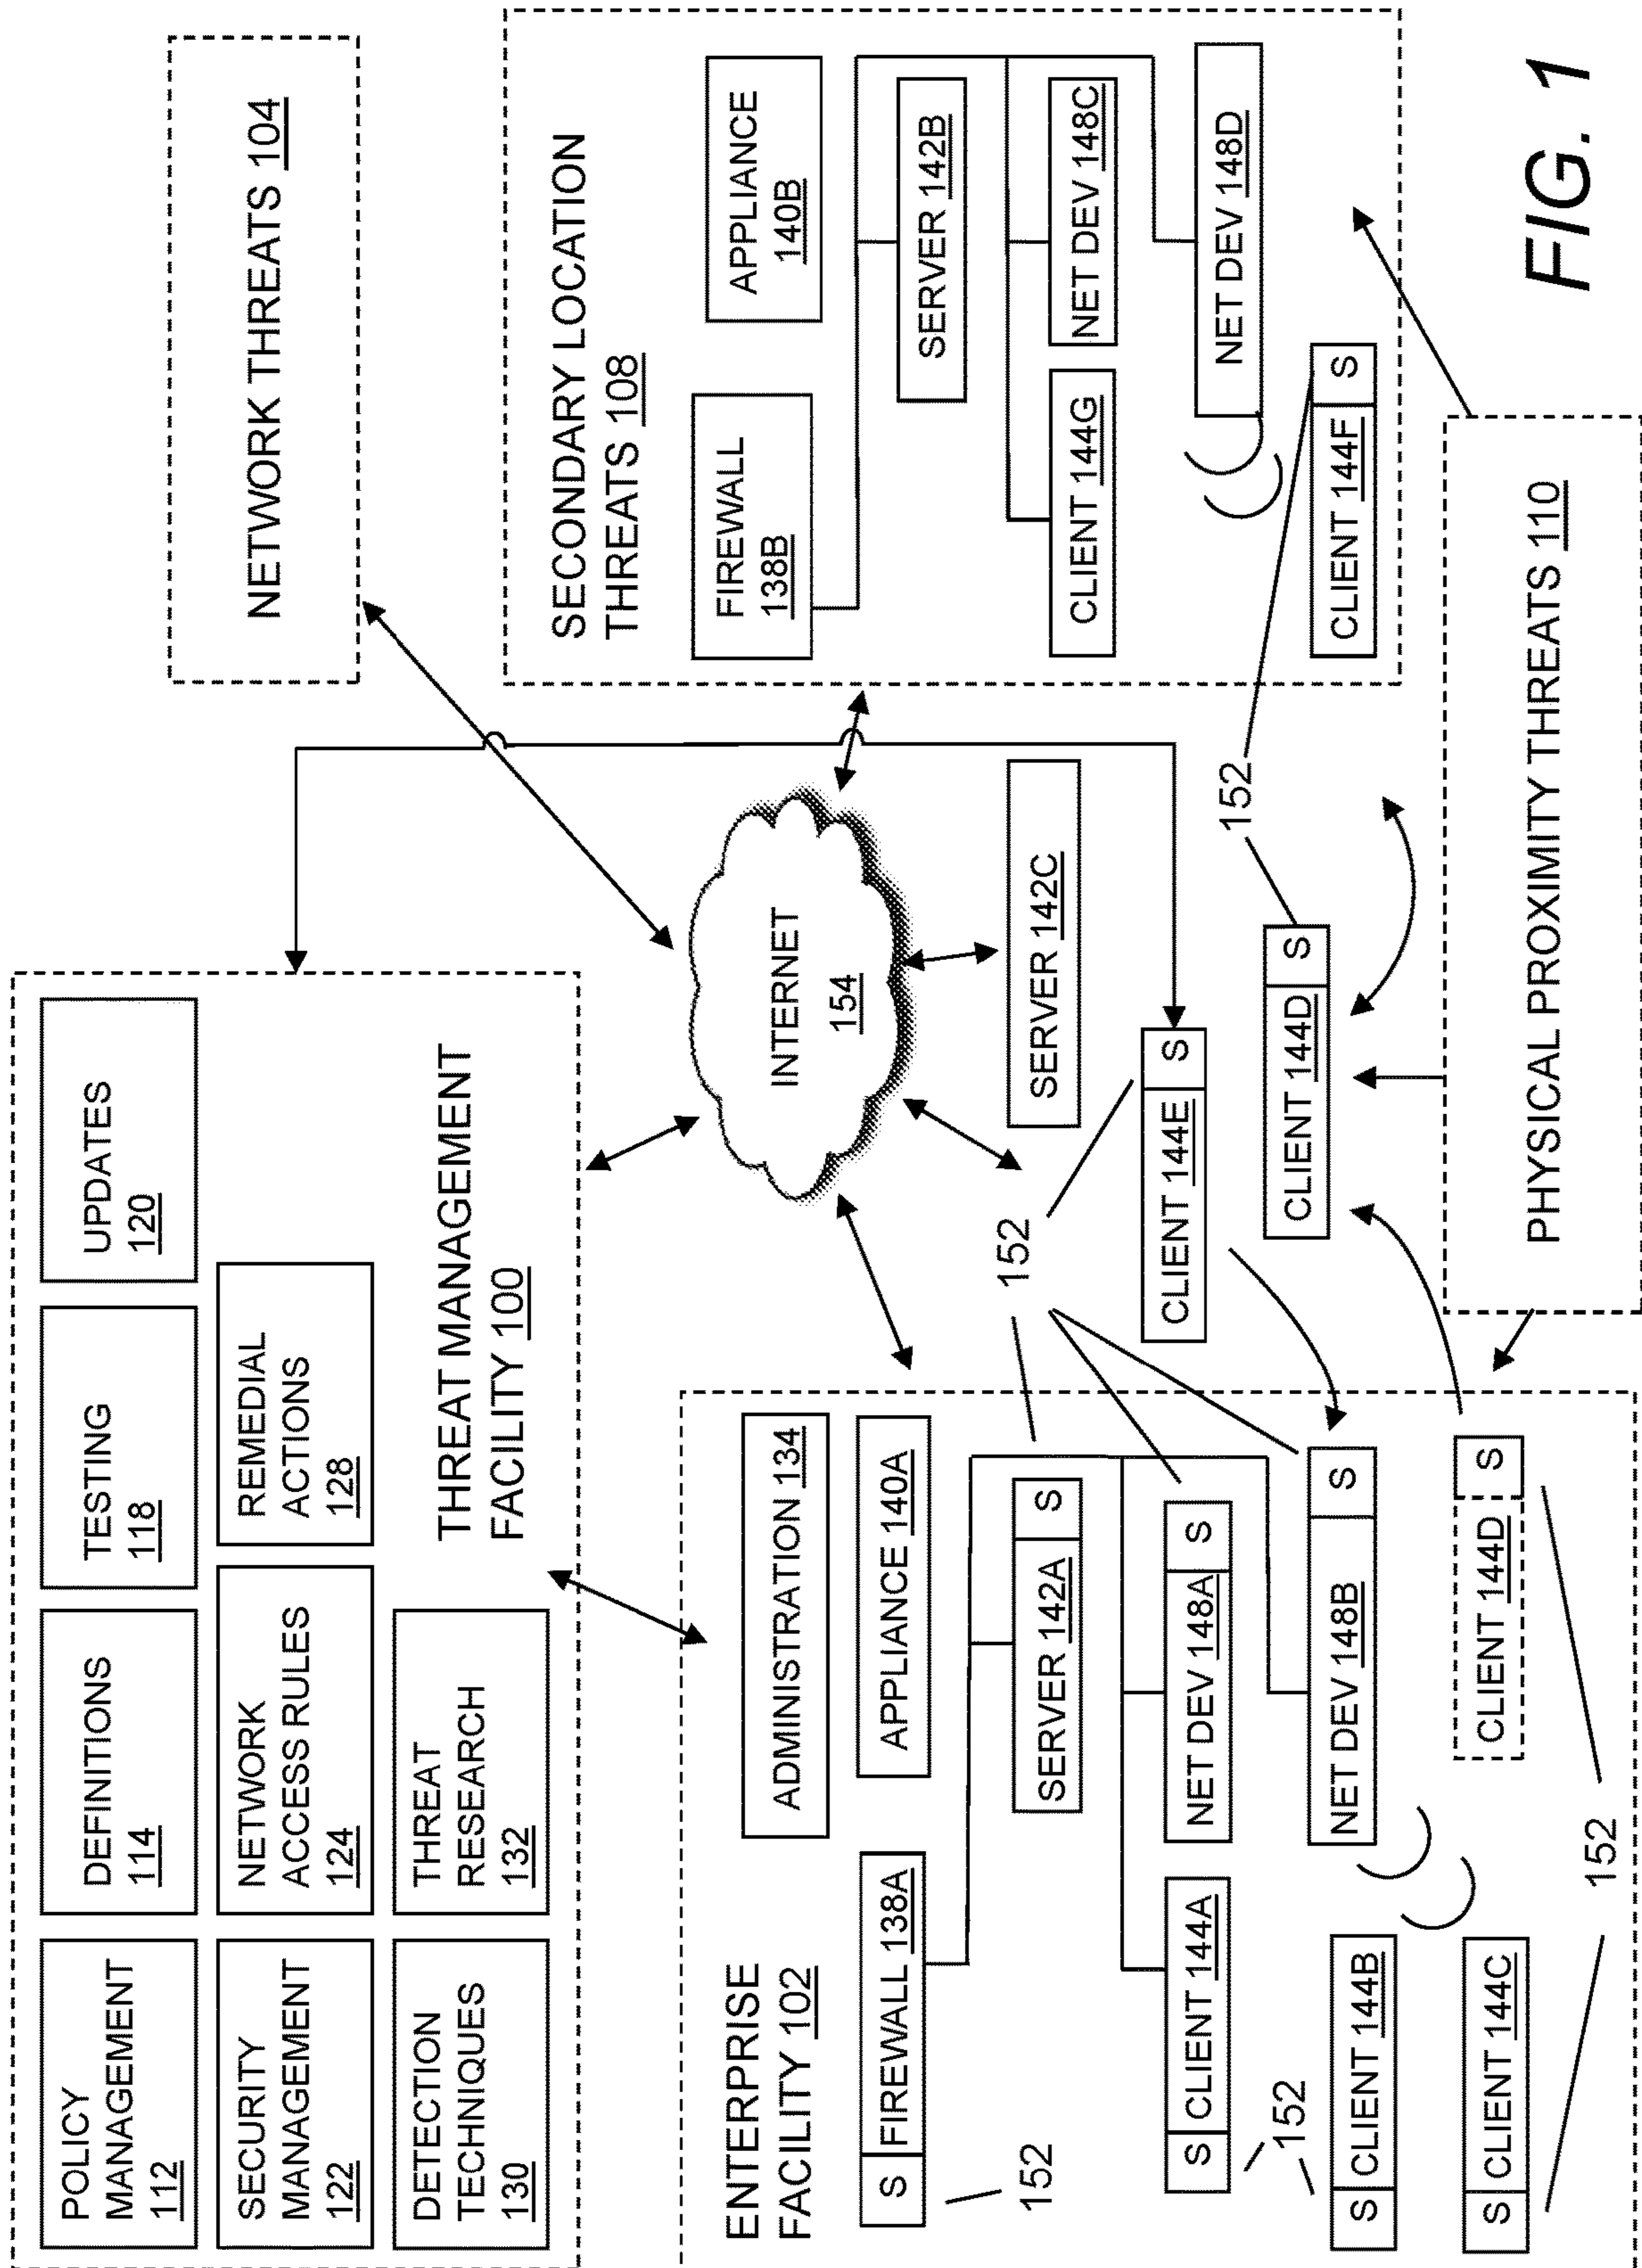 POLICY
MANAGEMENT
112
DEFINITIONS
114
TESTING
118
UPDATES
120
SECURITY
MANAGEMENT
122
NETWORK
ACCESS RULES
124
REMEDIAL
ACTIONS
128
DETECTION
TECHNIQUES
130
THREAT
RESEARCH
132
THREAT MANAGEMENT
FACILITY 100
NETWORK THREATS 104
INTERNET
154
ENTERPRISE
FACILITY 102
ADMINISTRATION 134
S
FIREWALL 138A
APPLIANCE 140A
152
SERVER 142A
S
152
S
CLIENT 144A
NET DEV 148A
S
152
S
CLIENT 144B
NET DEV 148B
S
S
CLIENT 144C
CLIENT 144D
S
152
SERVER 142C
CLIENT 144E
S
CLIENT 144D
S
152
SECONDARY LOCATION
THREATS 108
FIREWALL
138B
APPLIANCE
140B
SERVER 142B
CLIENT 144G
NET DEV 148C
NET DEV 148D
CLIENT 144F
S
PHYSICAL PROXIMITY THREATS 110
FIG. 1